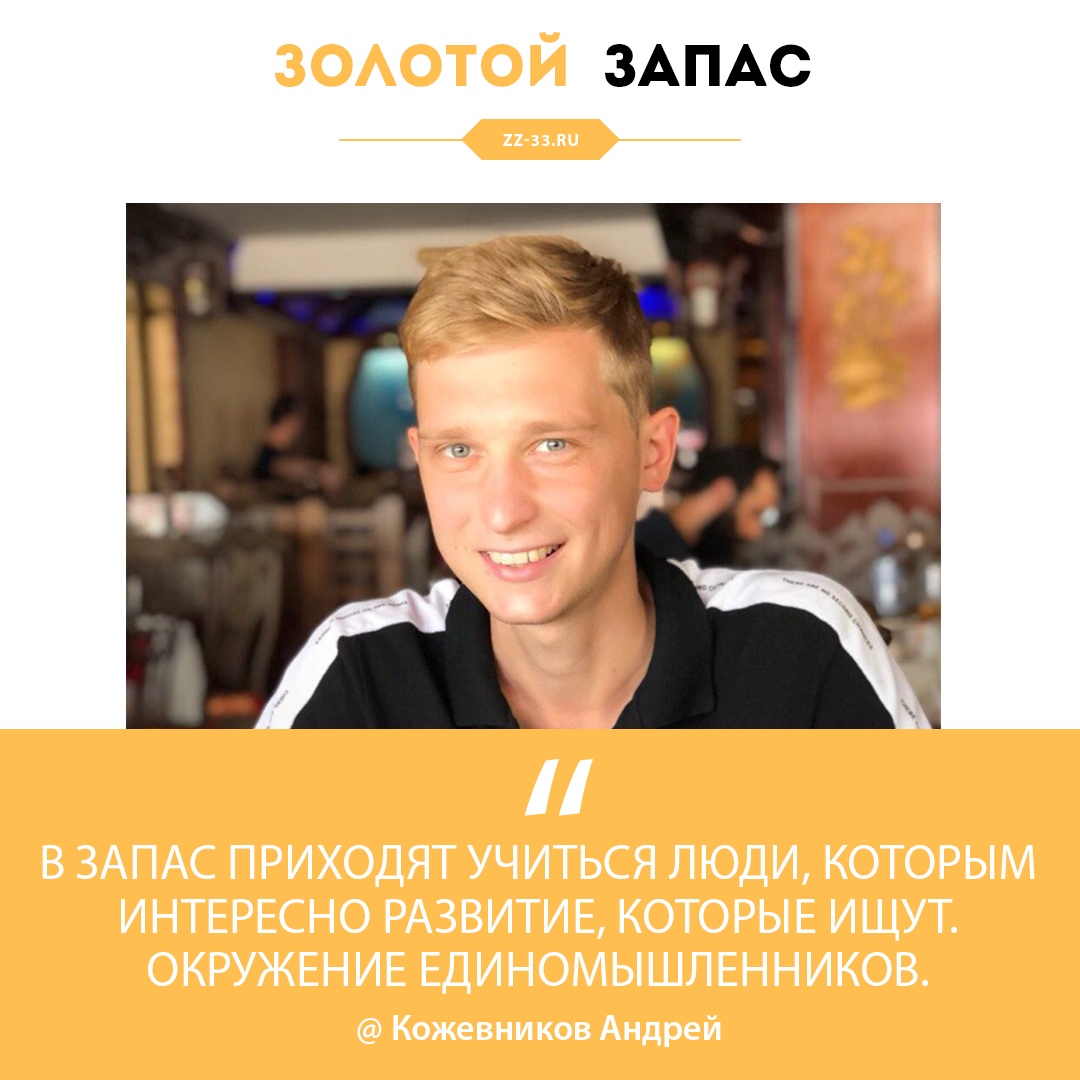 ЗОЛОТОЙ ЗАПАС
ZZ-33.RU
В ЗАПАС ПРИХОДЯТ УЧИТЬСЯ ЛЮДИ, КОТОРЫМ
ИНТЕРЕСНО РАЗВИТИЕ, КОТОРЫЕ ИЩУТ.
ОКРУЖЕНИЕ ЕДИНОМЫШЛЕННИКОВ.
@ Кожевников Андрей